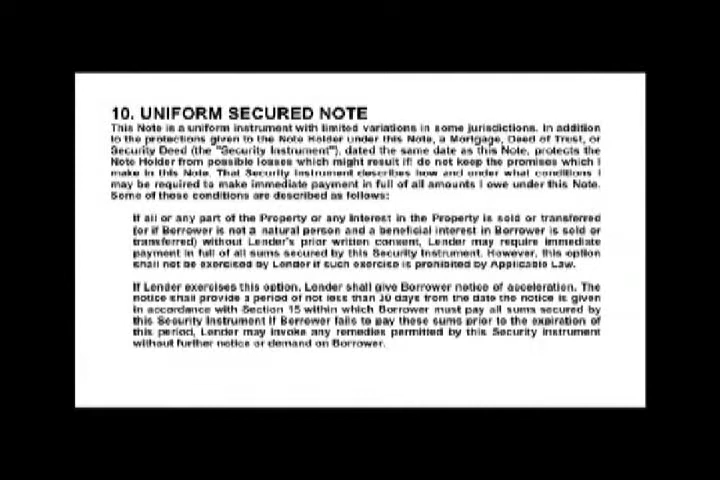 10. UNIFORM SECURED NOTE
This Note is a uniform instrument with limited variations in some jurisdictions. In addition
to the protections given to the Note Holder under this Note, a Mortgage, Deed of Trust, or
Security Deed (the "Security Instrument"), dated the same date as this Note, protects the
Note Holder from possible losses which might result if I do not keep the promises which I
make in this Note. That Security Instrument describes how and under what conditions I
may be required to make immediate payment in full of all amounts I owe under this Note.
Some of those conditions are described as follows:
If all or any part of the Property or any Interest in the Property is sold or transferred
(or if Borrower is not a natural person and a beneficial interest in Borrower is sold or
transferred) without Lender's prior written consent, Lender may require immediate
payment in full of all sums secured by this Security Instrument. However, this option
shall not be exercised by Lender if such exercise is prohibited by Applicable Law.
If Lender exercises this option, Lender shall give Borrower notice of acceleration. The
notice shall provide a period of not less than 30 days from the date the notice is given
in accordance with Section 15 within which Borrower must pay all sums secured by
this Security Instrument If Borrower fails to pay these sums prior to the expiration of
this period, Lender may invoke any remedies permitted by this Security Instrument
without further notice or demand on Borrower.